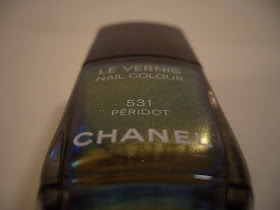 LE VERNIS
NAIL COLOUR
531
PÉRIDOT
CHANEL